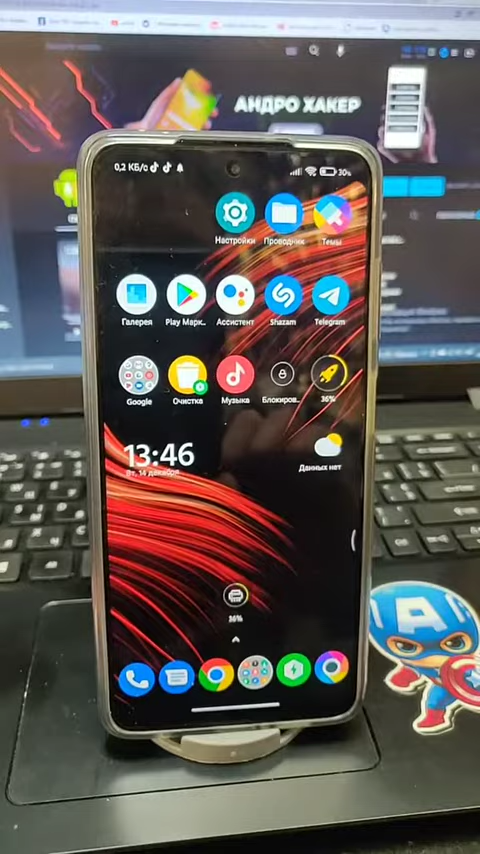 АНДРО ХАКЕР
0,2 КБ/с
30%
Настройки
Проводник
Темы
Галерея
Play Марк..
Ассистент
Shazam
Telegram
Google
Очистка
Музыка
Блокиров..
36%
13:46
Вт, 14 декабря
Данных нет
36%
A